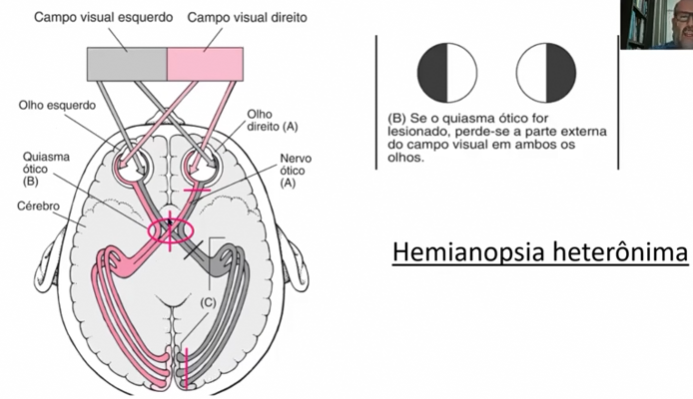 Campo visual esquerdo
Campo visual direito
Olho esquerdo
Olho
direito (A)
Quiasma
ótico
(B)
Nervo
ótico
(A)
Cérebro
(C)
(B) Se o quiasma ótico for
lesionado, perde-se a parte externa
do campo visual em ambos os
olhos.
Hemianopsia heterônima